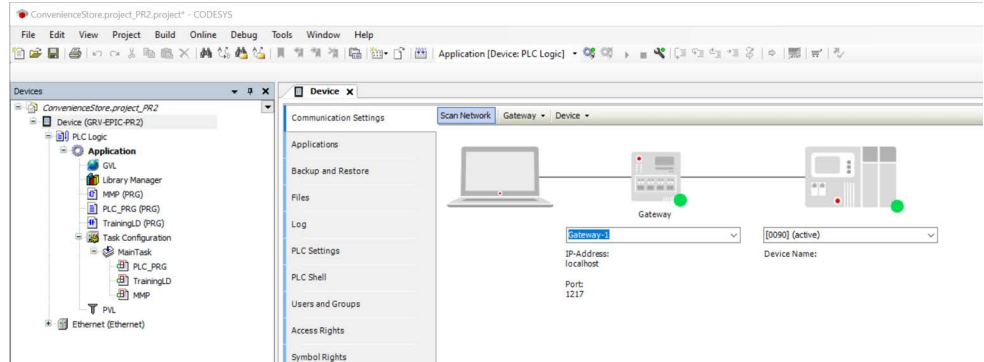 ConvenienceStore.project_PR2.project* - CODESYS
File Edit View Project Build Online Debug Tools Window Help
Application [Device: PLC Logic]
Devices
ConvenienceStore.project_PR2
Device (GRV-EPIC-PR2)
PLC Logic
Application
GVL
Library Manager
MMP (PRG)
PLC_PRG (PRG)
TrainingLD (PRG)
Task Configuration
MainTask
PLC_PRG
TrainingLD
MMP
PVL
Ethernet (Ethernet)
Device
Communication Settings
Applications
Backup and Restore
Files
Log
PLC Settings
PLC Shell
Users and Groups
Access Rights
Symbol Rights
Scan Network Gateway Device
Gateway
Gateway-1
IP-Address:
localhost
Port:
1217
[0090] (active)
Device Name: